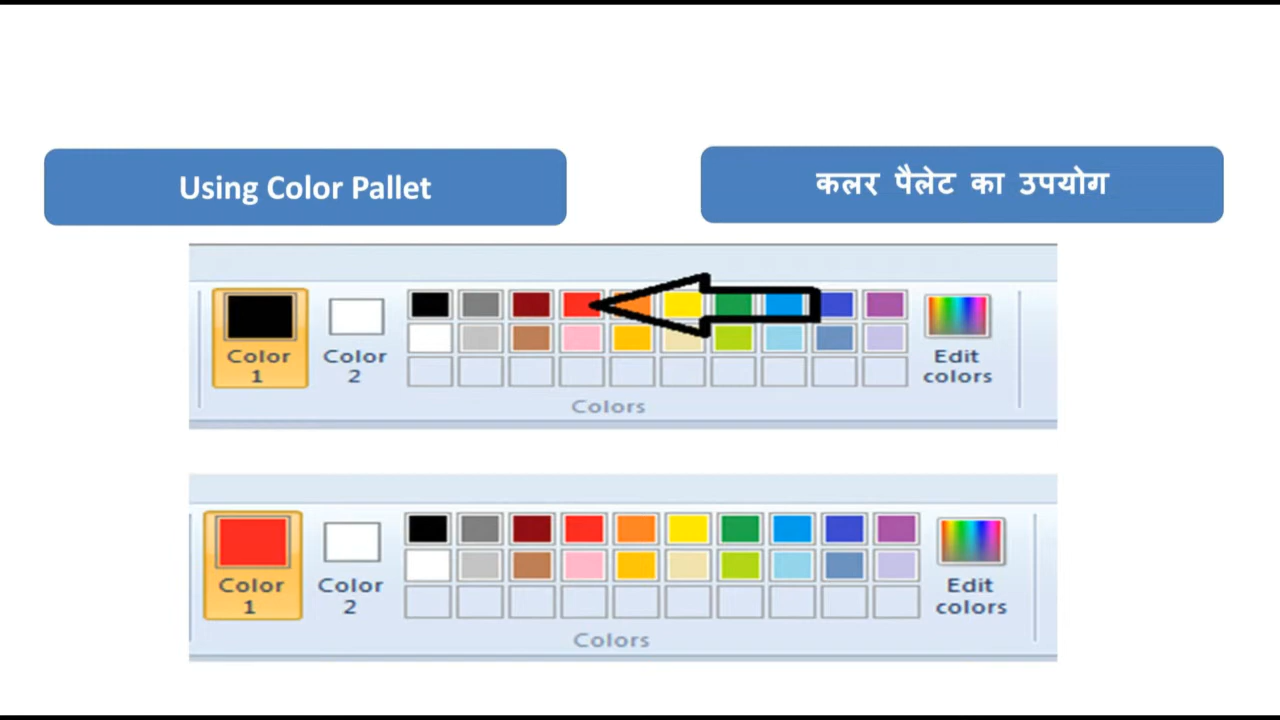 Using Color Pallet
कलर पैलेट का उपयोग
Color
1
Color
2
Edit
colors
Colors
Color
1
Color
2
Edit
colors
Colors